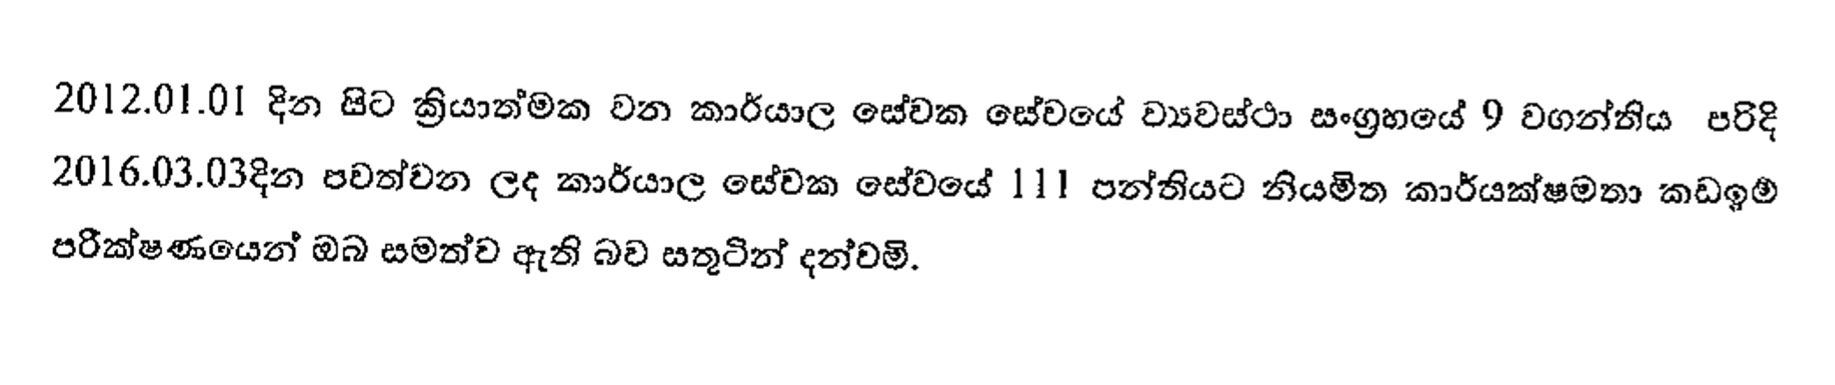 2012.01.01 දින සිට ක්‍රියාත්මක වන කාර්යාල සේවක සේවයේ ව්‍යවස්ථා සංග්‍රහයේ 9 වගන්තිය පරිදි
2016.03.03දින පවත්වන ලද කාර්යාල සේවක සේවයේ 111 පන්තියට නියමිත කාර්යක්ෂමතා කඩඉම්
පරීක්ෂණයෙන් ඔබ සමත්ව ඇති බව සතුටින් දන්වමි.